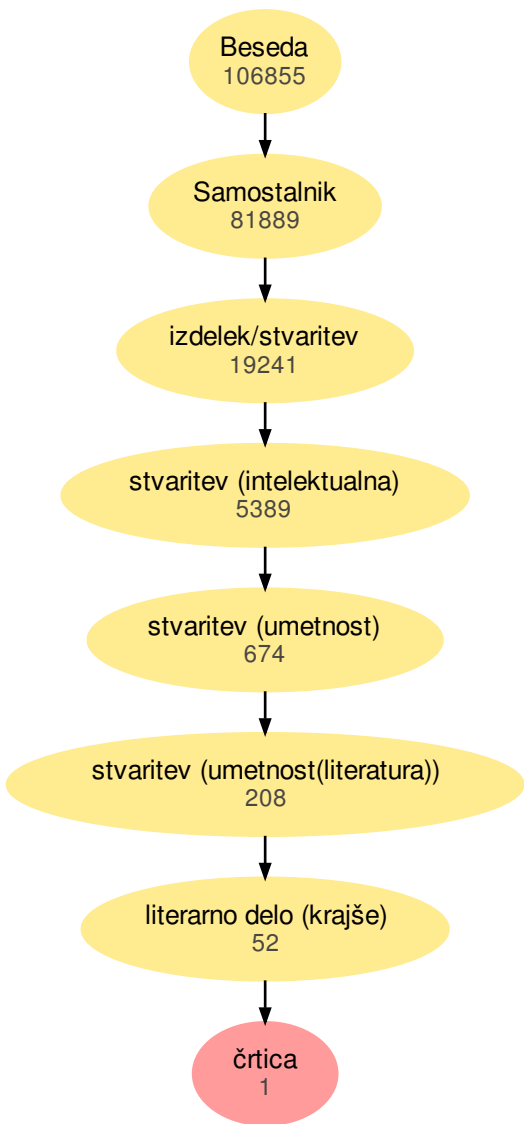 Beseda
106855
Samostalnik
81889
izdelek/stvaritev
19241
stvaritev (intelektualna)
5389
stvaritev (umetnost)
674
stvaritev (umetnost(literatura))
208
literarno delo (krajše)
52
črtica
1